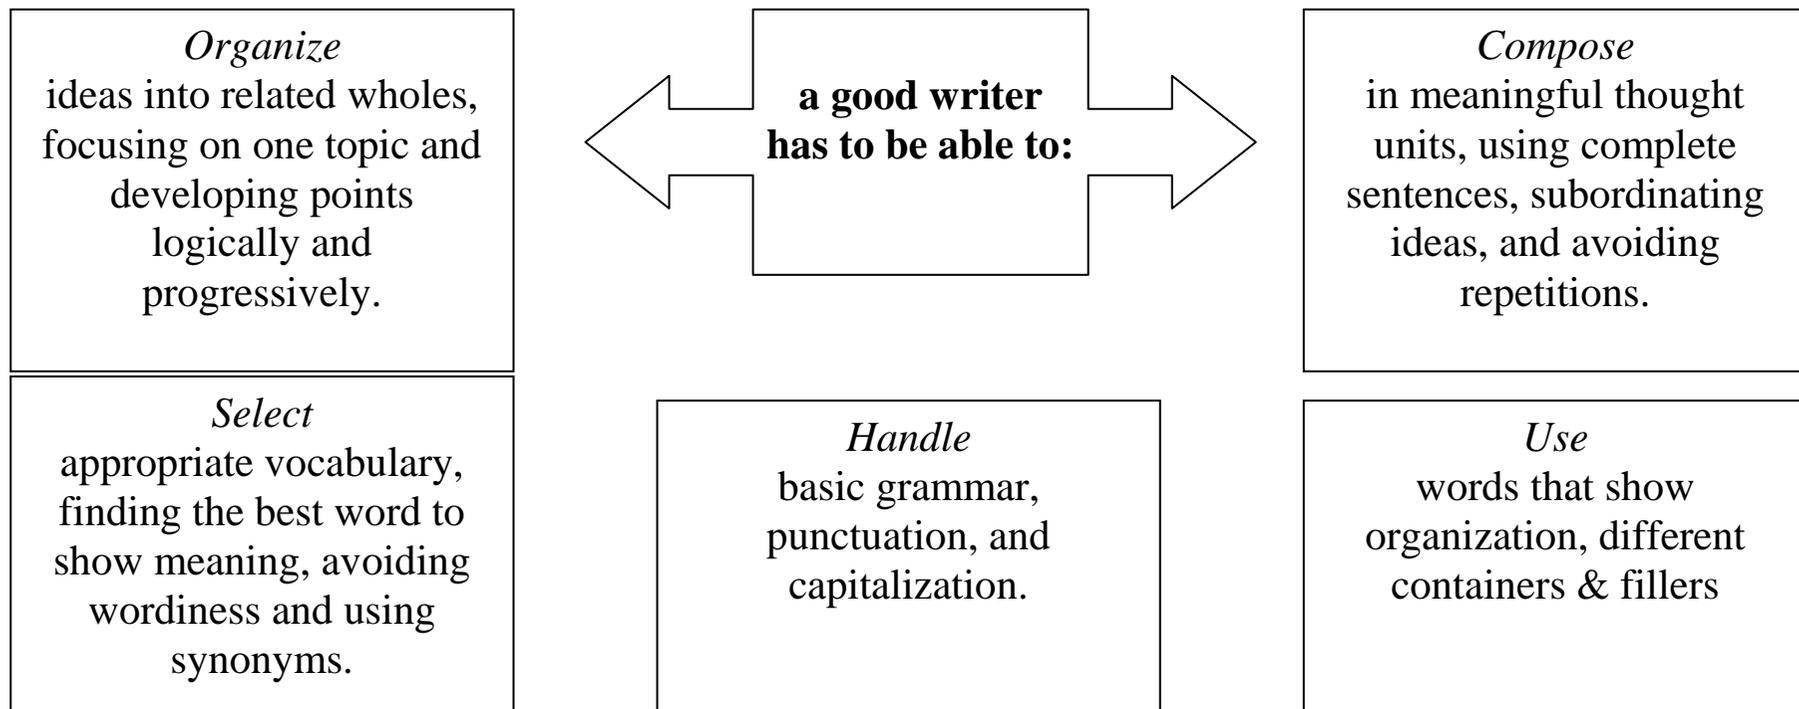 Organize
ideas into related wholes,
focusing on one topic and
developing points
logically and
progressively.
a good writer
has to be able to:
Compose
in meaningful thought
units, using complete
sentences, subordinating
ideas, and avoiding
repetitions.
Select
appropriate vocabulary,
finding the best word to
show meaning, avoiding
wordiness and using
synonyms.
Handle
basic grammar,
punctuation, and
capitalization.
Use
words that show
organization, different
containers & fillers